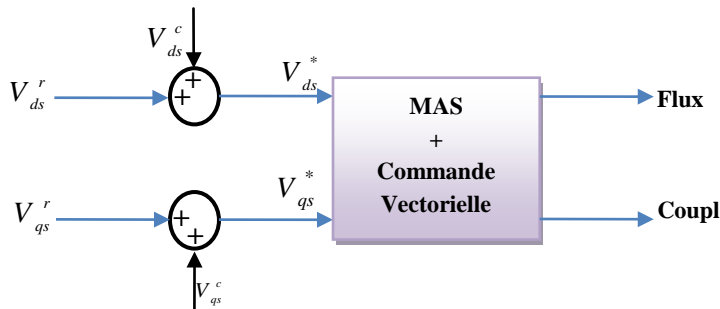 V_ds^c
V_ds^r
+
+
V_ds^*
MAS
+
Commande
Vectorielle
Flux
V_qs^r
+
+
V_qs^*
Coupl
V_qs^c